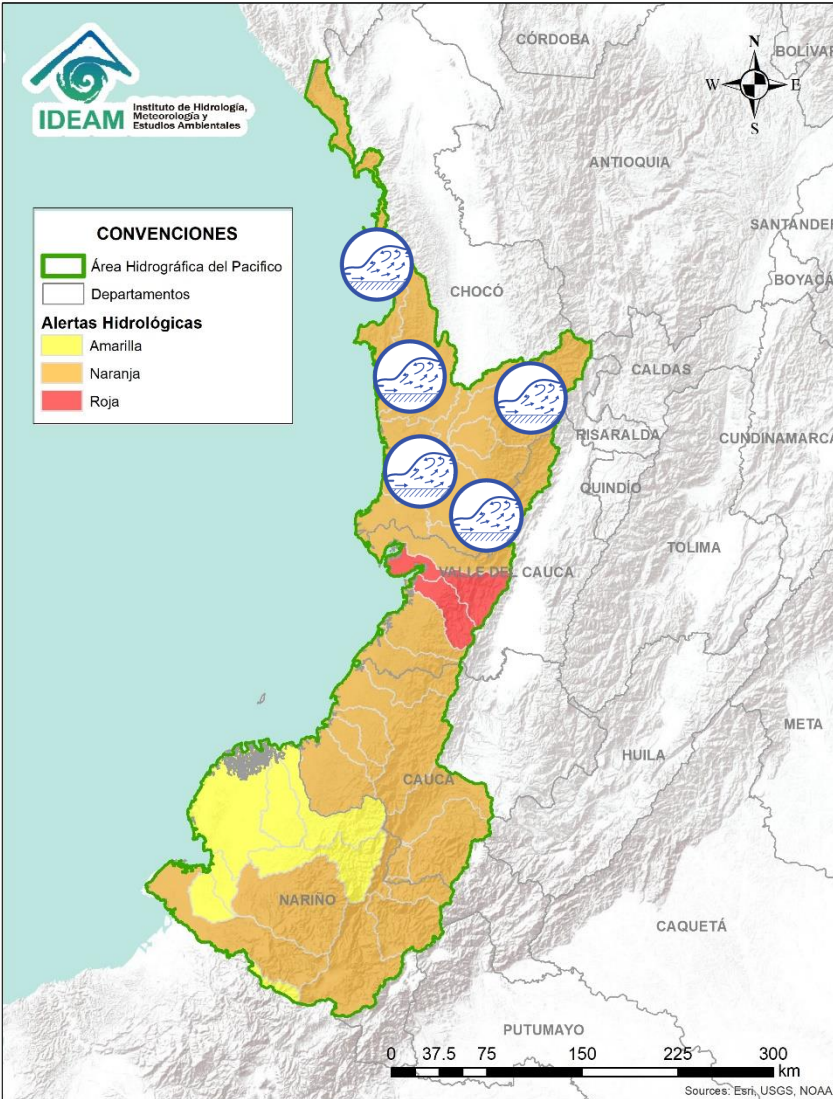 IDEAM
Instituto de Hidrología,
Meteorología y
Estudios Ambientales
N
W
E
S
CONVENCIONES
Área Hidrográfica del Pacifico
Departamentos
Alertas Hidrológicas
Amarilla
Naranja
Roja
CÓRDOBA
BOLÍVAR
ANTIOQUIA
SANTANDER
BOYACÁ
CHOCÓ
CALDAS
RISARALDA
CUNDINAMARCA
QUINDÍO
TOLIMA
VALLE DEL CAUCA
META
HUILA
CAUCA
NARIÑO
CAQUETÁ
PUTUMAYO
0 37.5 75 150 225 300
km
Sources: Esri, USGS, NOAA